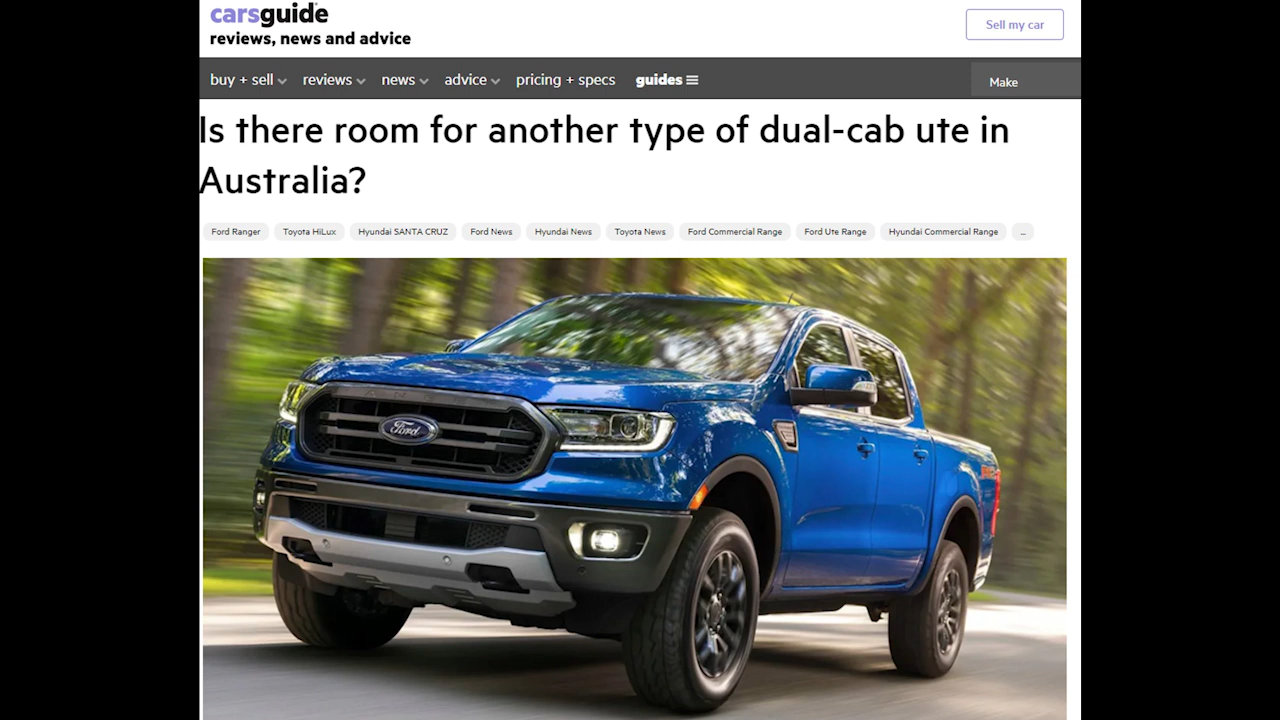 carsguide
reviews, news and advice
Sell my car
buy + sell reviews news advice pricing + specs guides
Make
Is there room for another type of dual-cab ute in
Australia?
Ford Ranger Toyota HiLux Hyundai SANTA CRUZ Ford News Hyundai News Toyota News Ford Commercial Range Ford Ute Range Hyundai Commercial Range ...
Ford